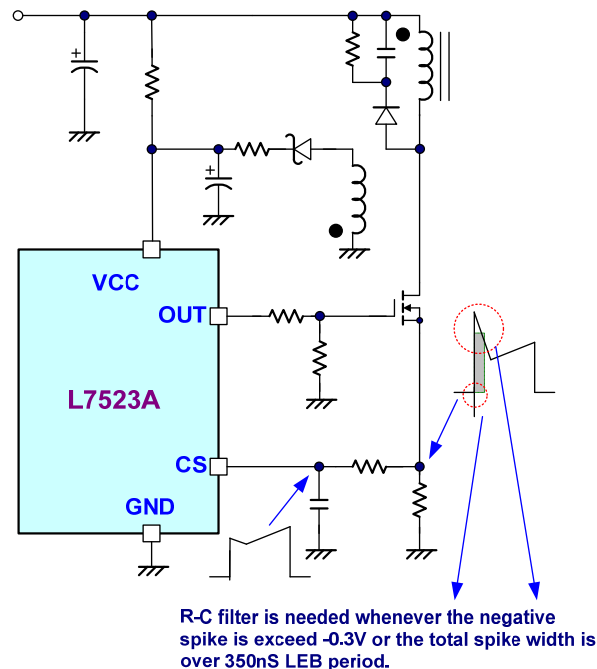 VCC
OUT
L7523A
CS
GND
+
+
R-C filter is needed whenever the negative
spike is exceed -0.3V or the total spike width is
over 350nS LEB period.